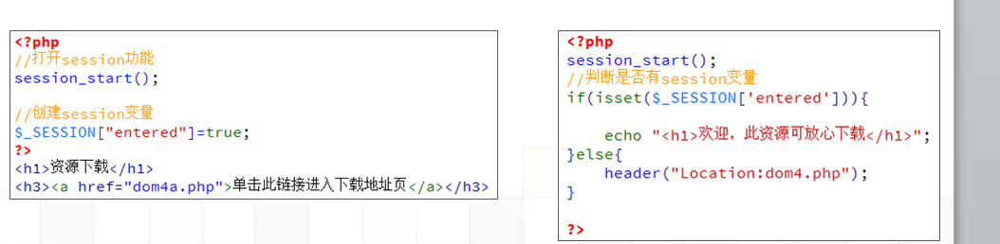 <?php
//打开session功能
session_start();
//创建session变量
$_SESSION["entered"]=true;
?>
<h1>资源下载</h1>
<h3><a href="dom4a.php">单击此链接进入下载地址页</a></h3>
<?php
session_start();
//判断是否有session变量
if(isset($_SESSION['entered'])){
echo "<h1>欢迎，此资源可放心下载</h1>";
}else{
header("Location:dom4.php");
}
?>